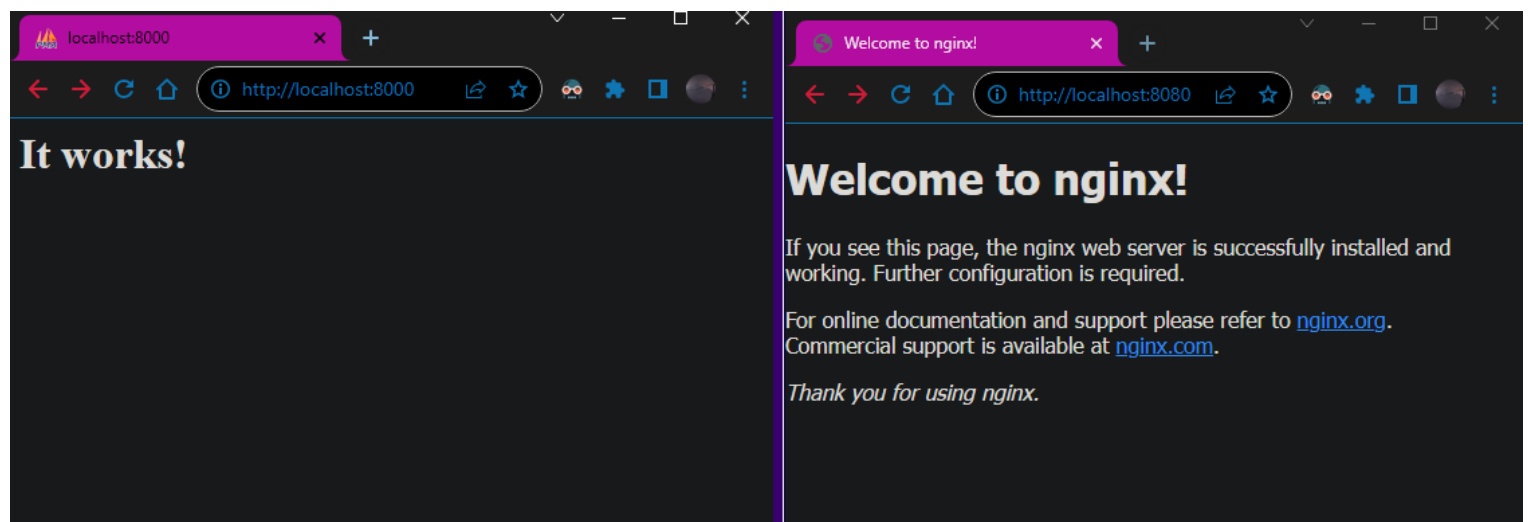 localhost:8000
http://localhost:8000
It works!
Welcome to nginx!
http://localhost:8080
Welcome to nginx!
If you see this page, the nginx web server is successfully installed and
working. Further configuration is required.
For online documentation and support please refer to nginx.org.
Commercial support is available at nginx.com.
Thank you for using nginx.